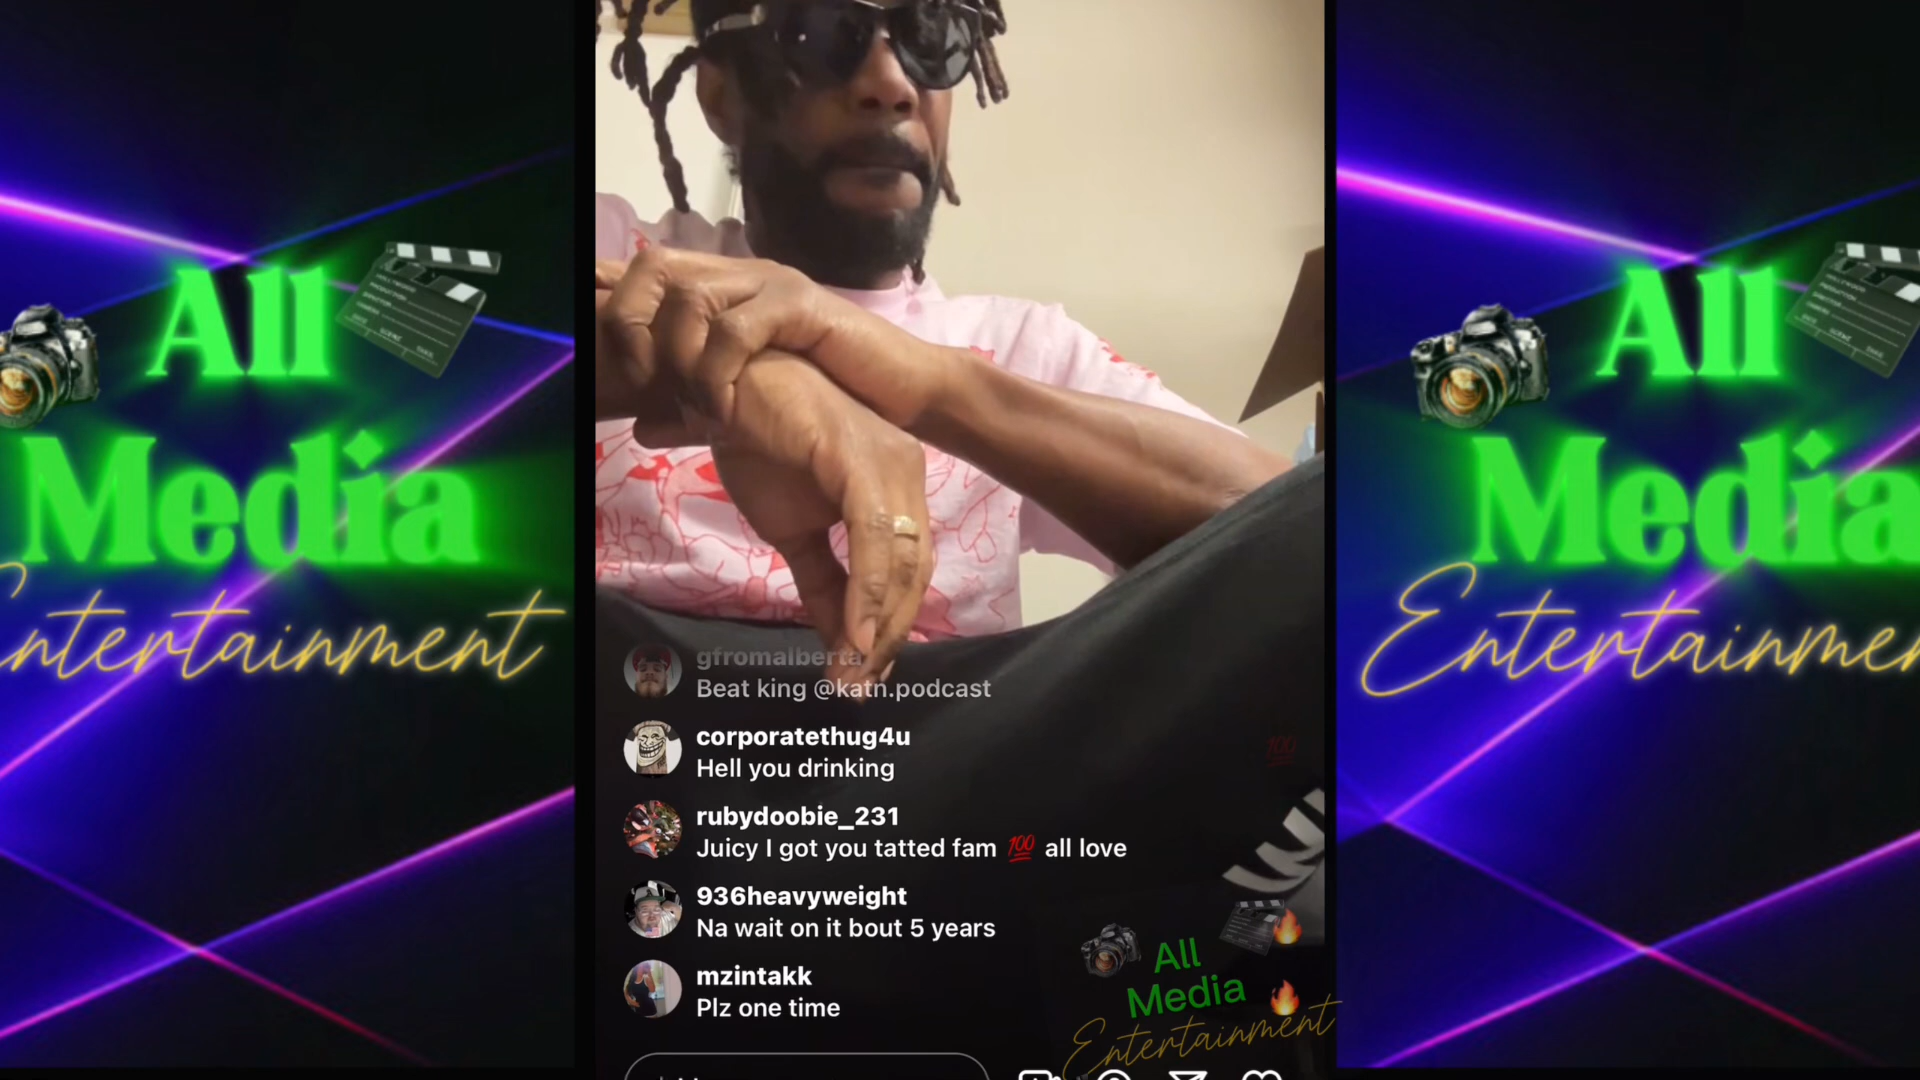 All
Media
Entertainment
gfromalberta
Beat king @katn.podcast
corporatethug4u
Hell you drinking
rubydoobie_231
Juicy I got you tatted fam 💯 all love
936heavyweight
Na wait on it bout 5 years
mzintakk
Plz one time
All
Media
Entertainment
All
Media